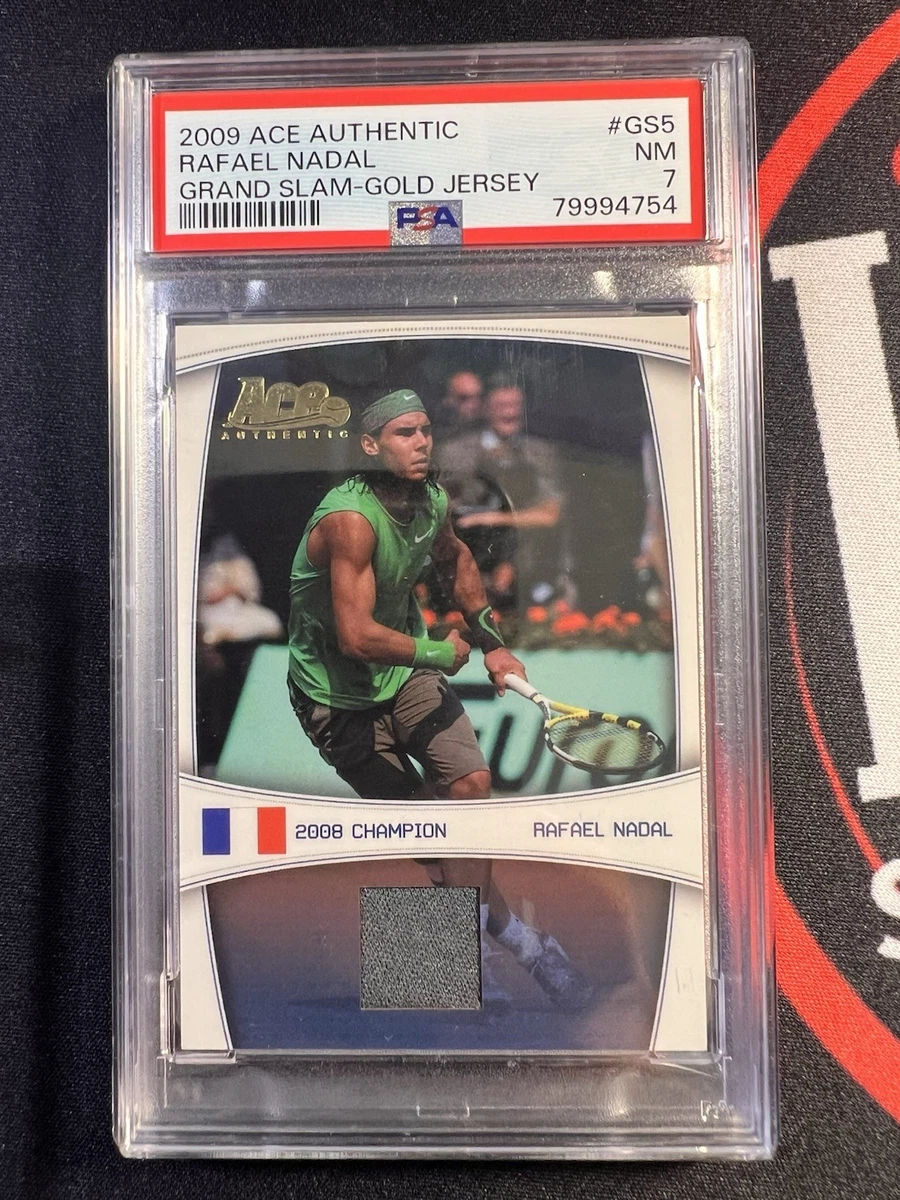 2009 ACE AUTHENTIC #GS5
RAFAEL NADAL NM
GRAND SLAM-GOLD JERSEY 7
79994754
PSA
ACE
AUTHENTIC
2008 CHAMPION RAFAEL NADAL